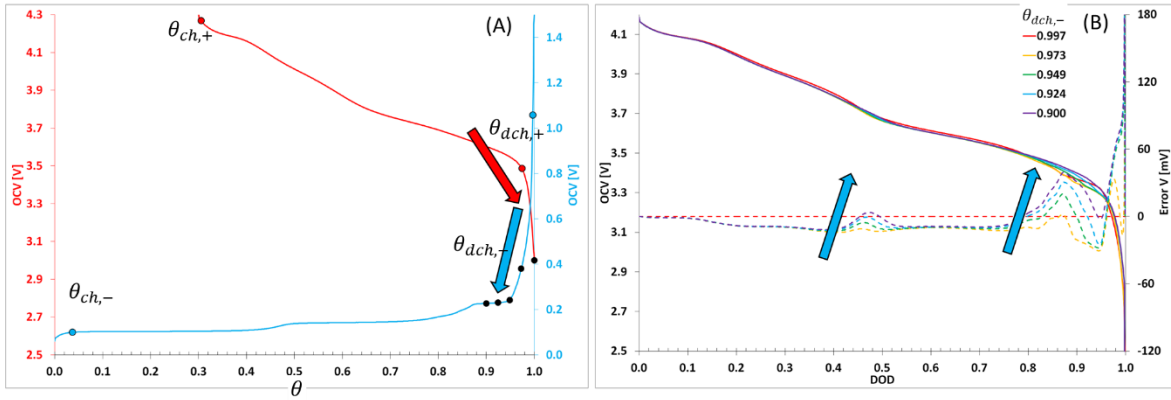 (A)
4.3
4.1
3.9
3.7
3.5
3.3
3.1
2.9
2.7
2.5
OCV [V]
θch,+
θdch,+
θdch,−
θch,−
1.4
1.2
1.0
0.8
0.6
0.4
0.2
0.0
OCV [V]
0.0 0.1 0.2 0.3 0.4 0.5 0.6 0.7 0.8 0.9 1.0
θ
(B)
θdch,−
0.997
0.973
0.949
0.924
0.900
4.1
3.9
3.7
3.5
3.3
3.1
2.9
2.7
2.5
OCV [V]
180
120
60
0
-60
-120
Error V [mV]
0.0 0.1 0.2 0.3 0.4 0.5 0.6 0.7 0.8 0.9 1.0
DOD